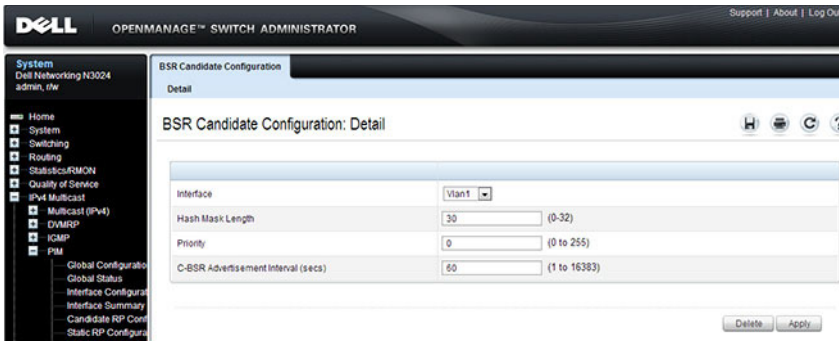 Support | About | Log Ou
DELL OPENMANAGE™ SWITCH ADMINISTRATOR
System
Dell Networking N3024
admin, r/w
Home
System
Switching
Routing
Statistics/RMON
Quality of Service
IPv4 Multicast
Multicast (IPv4)
DVMRP
IGMP
PIM
Global Configuratio
Global Status
Interface Configurat
Interface Summary
Candidate RP Conf
Static RP Configura
BSR Candidate Configuration
Detail
BSR Candidate Configuration: Detail
Interface Vlan1
Hash Mask Length 30 (0-32)
Priority 0 (0 to 255)
C-BSR Advertisement Interval (secs) 60 (1 to 16383)
Delete Apply